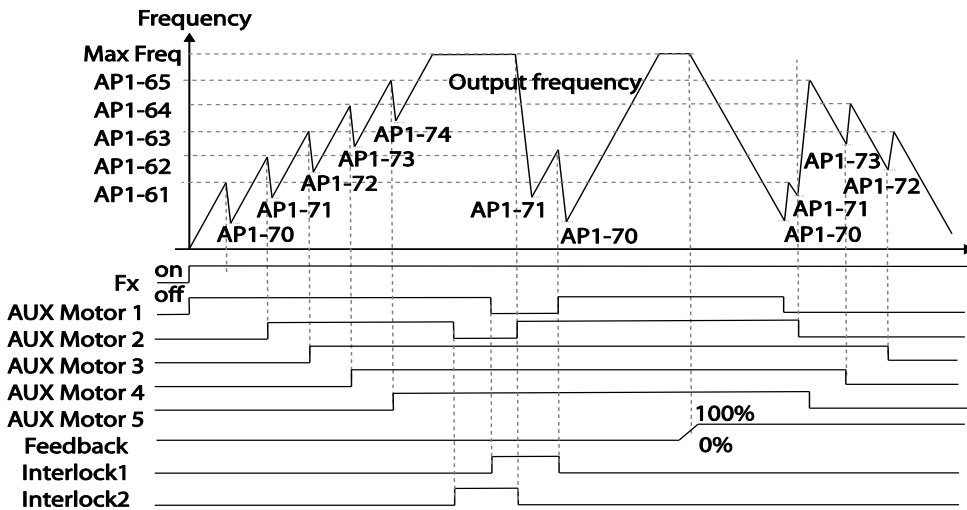 Frequency
Max Freq
AP1-65
AP1-64
AP1-63
AP1-62
AP1-61
Output frequency
AP1-74
AP1-73
AP1-72
AP1-71
AP1-70
AP1-71
AP1-70
AP1-73
AP1-72
AP1-71
AP1-70
Fx
on
off
AUX Motor 1
AUX Motor 2
AUX Motor 3
AUX Motor 4
AUX Motor 5
Feedback
100%
0%
Interlock1
Interlock2